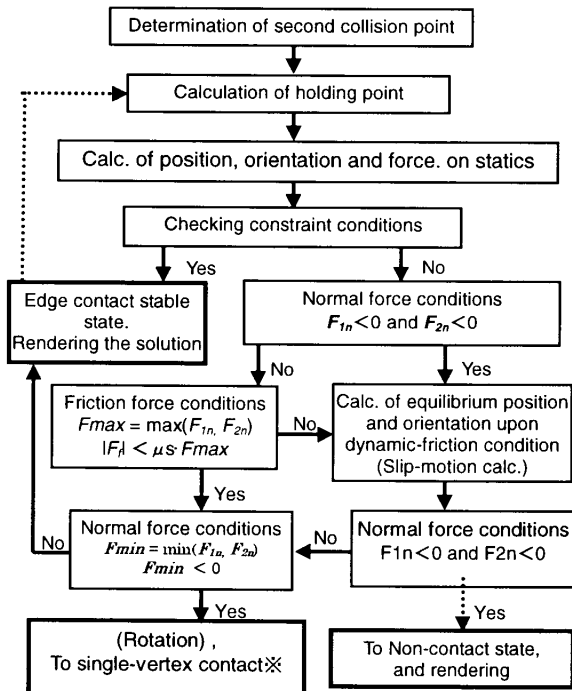 Determination of second collision point
Calculation of holding point
Calc. of position, orientation and force. on statics
Checking constraint conditions
Yes
No
Edge contact stable
state.
Rendering the solution
Normal force conditions
F1n<0 and F2n<0
No
Yes
Friction force conditions
Fmax = max(F1n, F2n)
|Ff| < μs· Fmax
No
Calc. of equilibrium position
and orientation upon
dynamic-friction condition
(Slip-motion calc.)
Yes
No
Normal force conditions
Fmin = min(F1n, F2n)
Fmin < 0
No
Normal force conditions
F1n<0 and F2n<0
Yes
Yes
(Rotation) ,
To single-vertex contact※
To Non-contact state,
and rendering